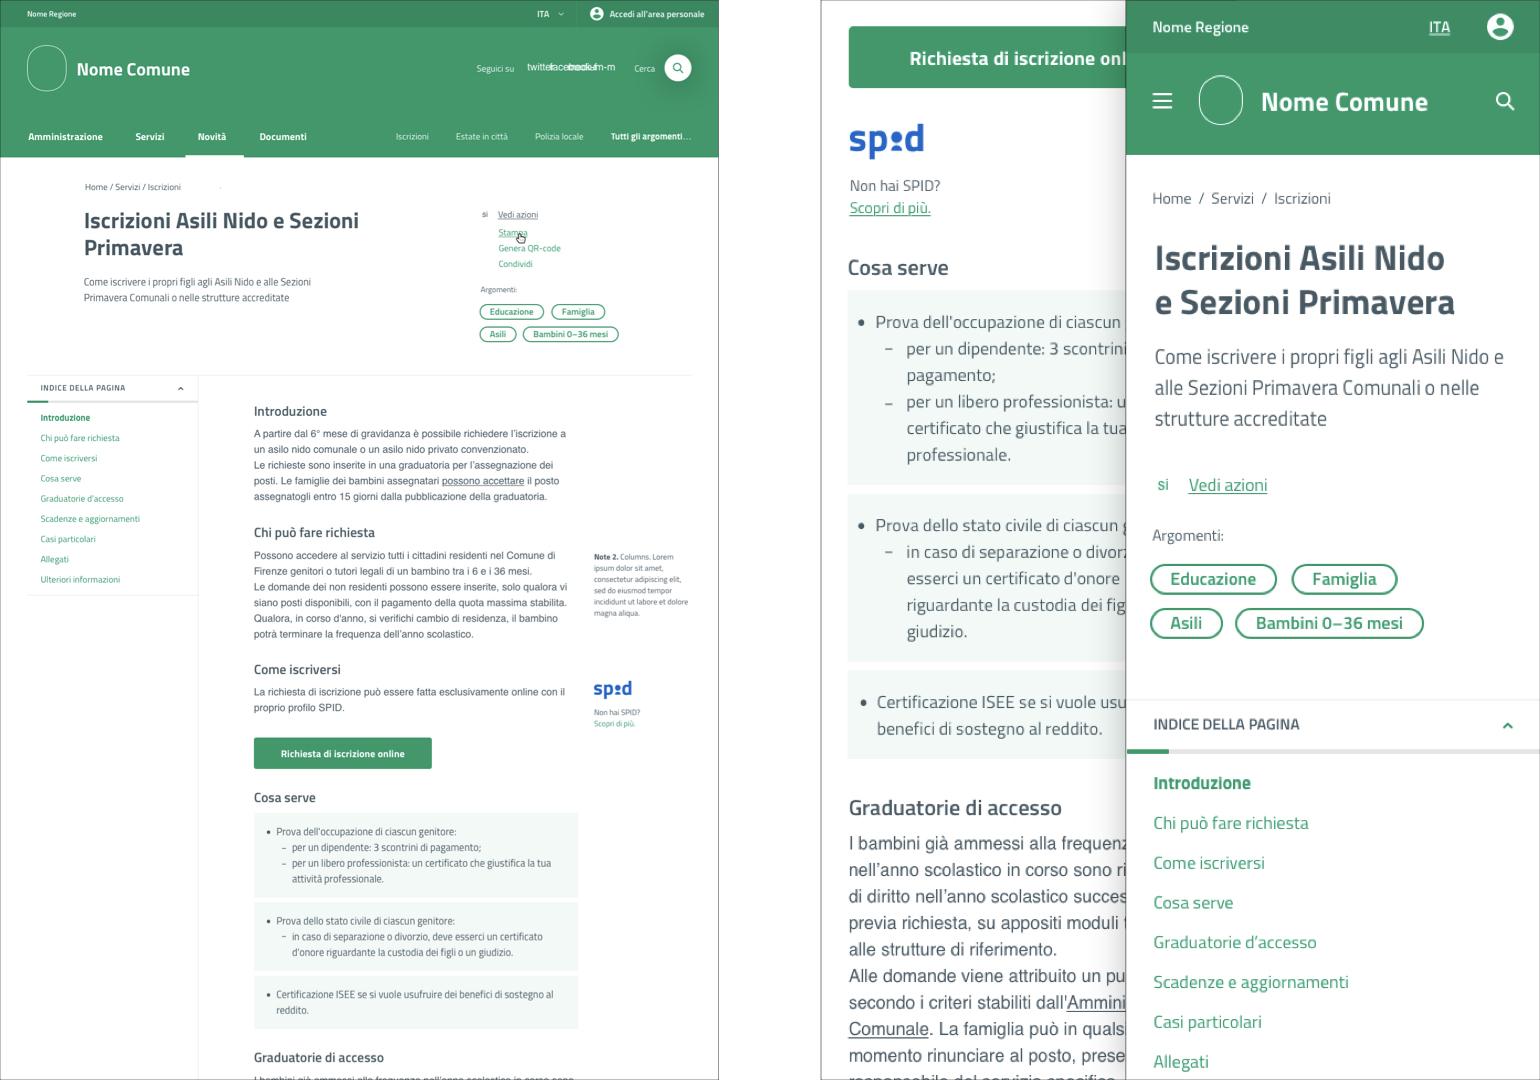 Nome Regione
ITA
Accedi all'area personale
Nome Comune
Seguici su
Cerca
Amministrazione
Servizi
Novità
Documenti
Iscrizioni
Estate in città
Polizia locale
Tutti gli argomenti...
Home / Servizi / Iscrizioni
Iscrizioni Asili Nido e Sezioni
Primavera
Come iscrivere i propri figli agli Asili Nido e alle Sezioni
Primavera Comunali o nelle strutture accreditate
si Vedi azioni
Stampa
Genera QR-code
Condividi
Argomenti:
Educazione
Famiglia
Asili
Bambini 0–36 mesi
INDICE DELLA PAGINA
Introduzione
Chi può fare richiesta
Come iscriversi
Cosa serve
Graduatorie d'accesso
Scadenze e aggiornamenti
Casi particolari
Allegati
Ulteriori informazioni
Introduzione
A partire dal 6° mese di gravidanza è possibile richiedere l'iscrizione a
un asilo nido comunale o un asilo nido privato convenzionato.
Le richieste sono inserite in una graduatoria per l'assegnazione dei
posti. Le famiglie dei bambini assegnatari possono accettare il posto
assegnatogli entro 15 giorni dalla pubblicazione della graduatoria.
Chi può fare richiesta
Possono accedere al servizio tutti i cittadini residenti nel Comune di
Firenze genitori o tutori legali di un bambino tra i 6 e i 36 mesi.
Le domande dei non residenti possono essere inserite, solo qualora vi
siano posti disponibili, con il pagamento della quota massima stabilita.
Qualora, in corso d'anno, si verifichi cambio di residenza, il bambino
potrà terminare la frequenza dell'anno scolastico.
Note 2. Columns. Lorem
ipsum dolor sit amet,
consectetur adipiscing elit,
sed do eiusmod tempor
incididunt ut labore et dolore
magna aliqua.
Come iscriversi
La richiesta di iscrizione può essere fatta esclusivamente online con il
proprio profilo SPID.
spid
Non hai SPID?
Scopri di più.
Richiesta di iscrizione online
Cosa serve
• Prova dell'occupazione di ciascun genitore:
– per un dipendente: 3 scontrini di pagamento;
– per un libero professionista: un certificato che giustifica la tua
attività professionale.
• Prova dello stato civile di ciascun genitore:
– in caso di separazione o divorzio, deve esserci un certificato
d'onore riguardante la custodia dei figli o un giudizio.
• Certificazione ISEE se si vuole usufruire dei benefici di sostegno al
reddito.
Graduatorie di accesso
I bambini già ammessi alla frequenza nell'anno scolastico in corso sono
Richiesta di iscrizione onl
spid
Non hai SPID?
Scopri di più.
Cosa serve
• Prova dell'occupazione di ciascun
– per un dipendente: 3 scontrini
pagamento;
– per un libero professionista: u
certificato che giustifica la tua
professionale.
• Prova dello stato civile di ciascun g
– in caso di separazione o divorz
esserci un certificato d'onore
riguardante la custodia dei fig
giudizio.
• Certificazione ISEE se si vuole usu
benefici di sostegno al reddito.
Graduatorie di accesso
I bambini già ammessi alla frequenz
nell'anno scolastico in corso sono ri
di diritto nell'anno scolastico succes
previa richiesta, su appositi moduli t
alle strutture di riferimento.
Alle domande viene attribuito un pu
secondo i criteri stabiliti dall'Ammini
Comunale. La famiglia può in quals
momento rinunciare al posto, prese
responsabile del servizio specifica
Nome Regione
ITA
Nome Comune
Home / Servizi / Iscrizioni
Iscrizioni Asili Nido
e Sezioni Primavera
Come iscrivere i propri figli agli Asili Nido e
alle Sezioni Primavera Comunali o nelle
strutture accreditate
si Vedi azioni
Argomenti:
Educazione
Famiglia
Asili
Bambini 0–36 mesi
INDICE DELLA PAGINA
Introduzione
Chi può fare richiesta
Come iscriversi
Cosa serve
Graduatorie d'accesso
Scadenze e aggiornamenti
Casi particolari
Allegati